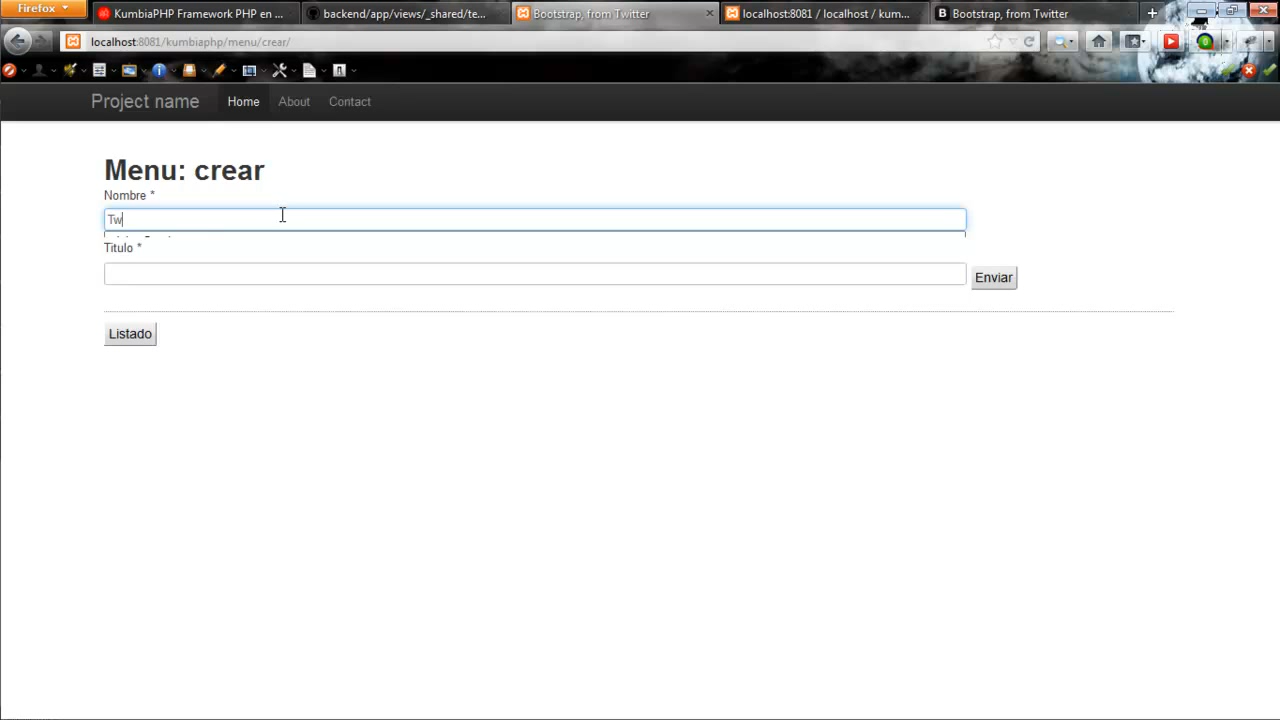 Firefox
KumbiaPHP Framework PHP en ...
backend/app/views/_shared/te...
Bootstrap, from Twitter
localhost:8081 / localhost / kum...
Bootstrap, from Twitter
localhost:8081/kumbiaphp/menu/crear/
Project name
Home
About
Contact
Menu: crear
Nombre *
Tw
Titulo *
Enviar
Listado